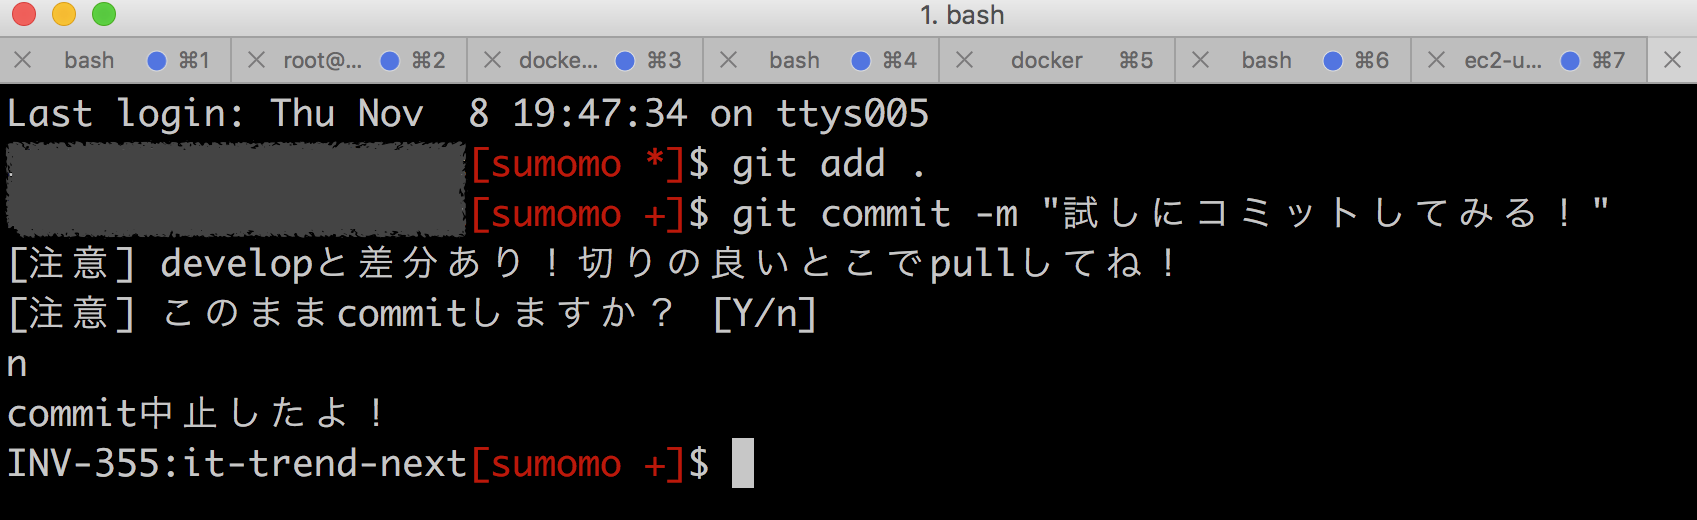 1. bash
bash ⌘1 root@... ⌘2 docke... ⌘3 bash ⌘4 docker ⌘5 bash ⌘6 ec2-u... ⌘7
Last login: Thu Nov  8 19:47:34 on ttys005
[sumomo *]$ git add .
[sumomo +]$ git commit -m "試しにコミットしてみる！"
[注意] developと差分あり！切りの良いとこでpullしてね！
[注意] このままcommitしますか？ [Y/n]
n
commit中止したよ！
INV-355:it-trend-next[sumomo +]$